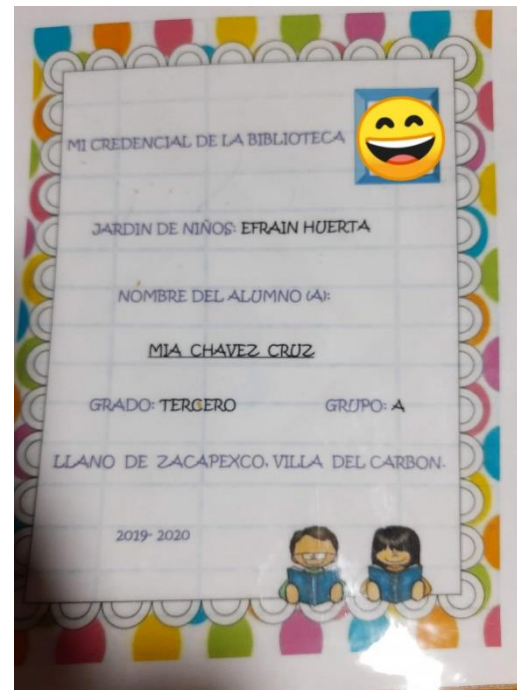 MI CREDENCIAL DE LA BIBLIOTECA
JARDIN DE NIÑOS: EFRAIN HUERTA
NOMBRE DEL ALUMNO (A):
MIA CHAVEZ CRUZ
GRADO: TERCERO GRUPO: A
LLANO DE ZACAPEXCO, VILLA DEL CARBON.
2019- 2020